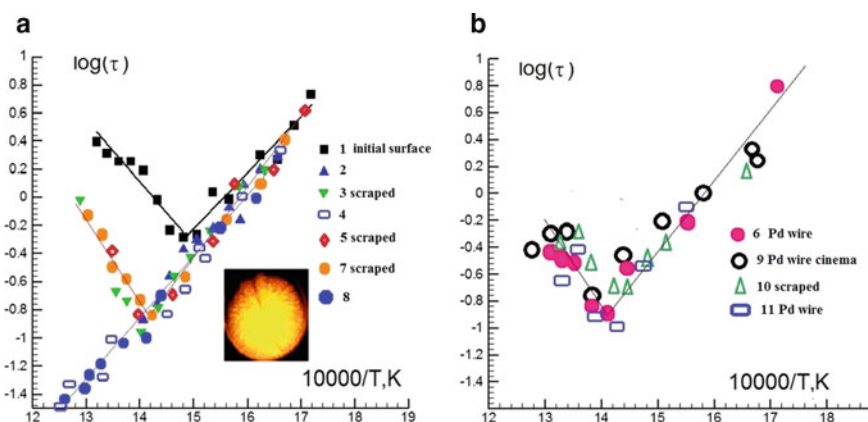 a
log(τ)
1
0.8
0.6
0.4
0.2
0
-0.2
-0.4
-0.6
-0.8
-1
-1.2
-1.4
12 13 14 15 16 17 18 19
10000/T,K
1 initial surface
2
3 scraped
4
5 scraped
7 scraped
8
b
log(τ)
1
0.8
0.6
0.4
0.2
0
-0.2
-0.4
-0.6
-0.8
-1
-1.2
-1.4
12 13 14 15 16 17 18
10000/T,K
6 Pd wire
9 Pd wire cinema
10 scraped
11 Pd wire